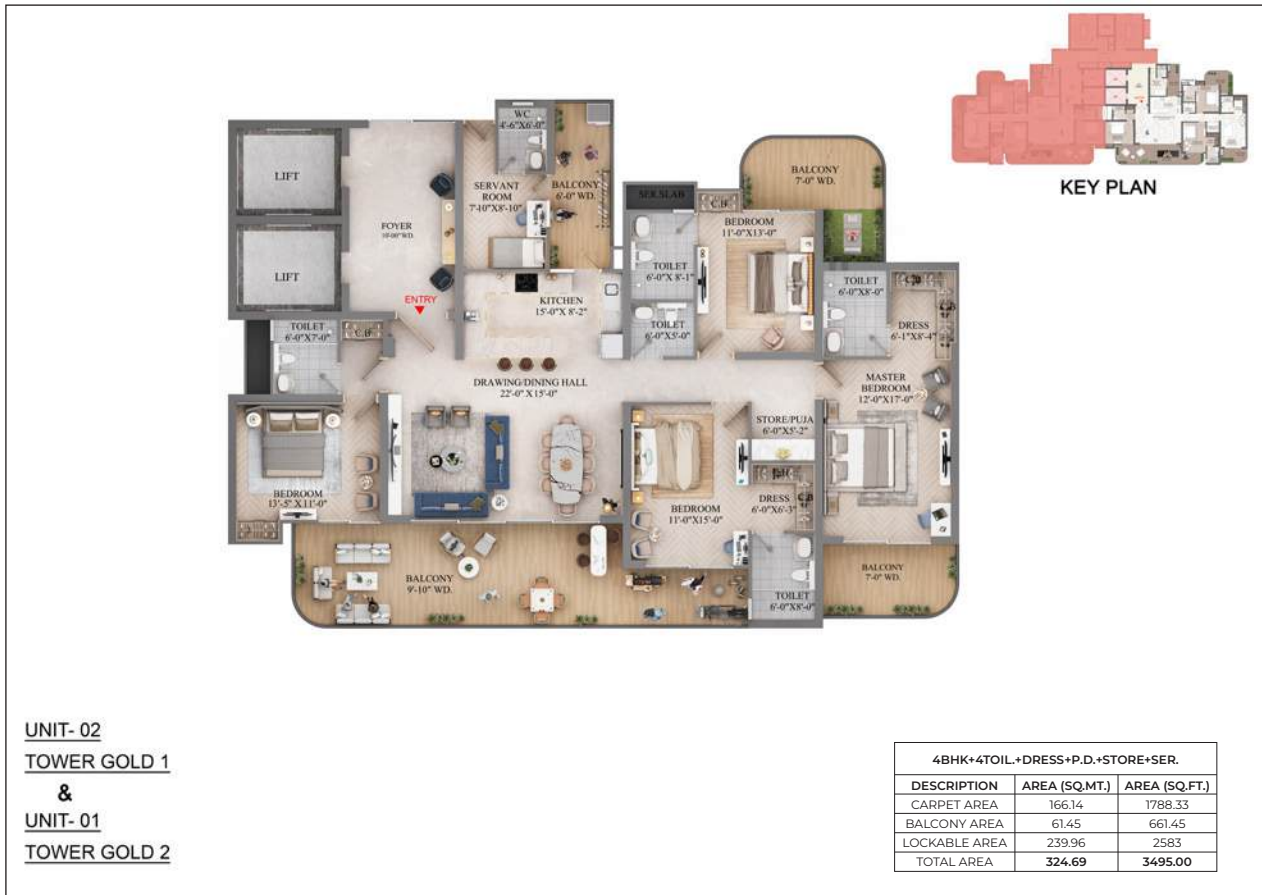 KEY PLAN
WC
4'-6"X6'-0"
LIFT
SERVANT
ROOM
7'-10"X8'-10"
BALCONY
6'-0" WD.
BALCONY
7'-0" WD.
SER.SLAB
C.B
FOYER
10'-00"WD.
BEDROOM
11'-0"X13'-0"
LIFT
TOILET
6'-0"X 8'-1"
TOILET
6'-0"X8'-0"
ENTRY
KITCHEN
15'-0"X 8'-2"
TOILET
6'-0"X7'-0"
C.B
TOILET
6'-0"X5'-0"
DRESS
6'-1"X8'-4"
DRAWING/DINING HALL
22'-0" X15'-0"
MASTER
BEDROOM
12'-0"X17'-0"
STORE/PUJA
6'-0"X5'-2"
BEDROOM
13'-5" X11'-0"
BEDROOM
11'-0"X15'-0"
DRESS
6'-0"X6'-3"
C.B
BALCONY
9'-10" WD.
BALCONY
7'-0" WD.
TOILET
6'-0"X8'-0"
UNIT- 02
TOWER GOLD 1
&
UNIT- 01
TOWER GOLD 2
4BHK+4TOIL.+DRESS+P.D.+STORE+SER.
DESCRIPTION AREA (SQ.MT.) AREA (SQ.FT.)
CARPET AREA 166.14 1788.33
BALCONY AREA 61.45 661.45
LOCKABLE AREA 239.96 2583
TOTAL AREA 324.69 3495.00